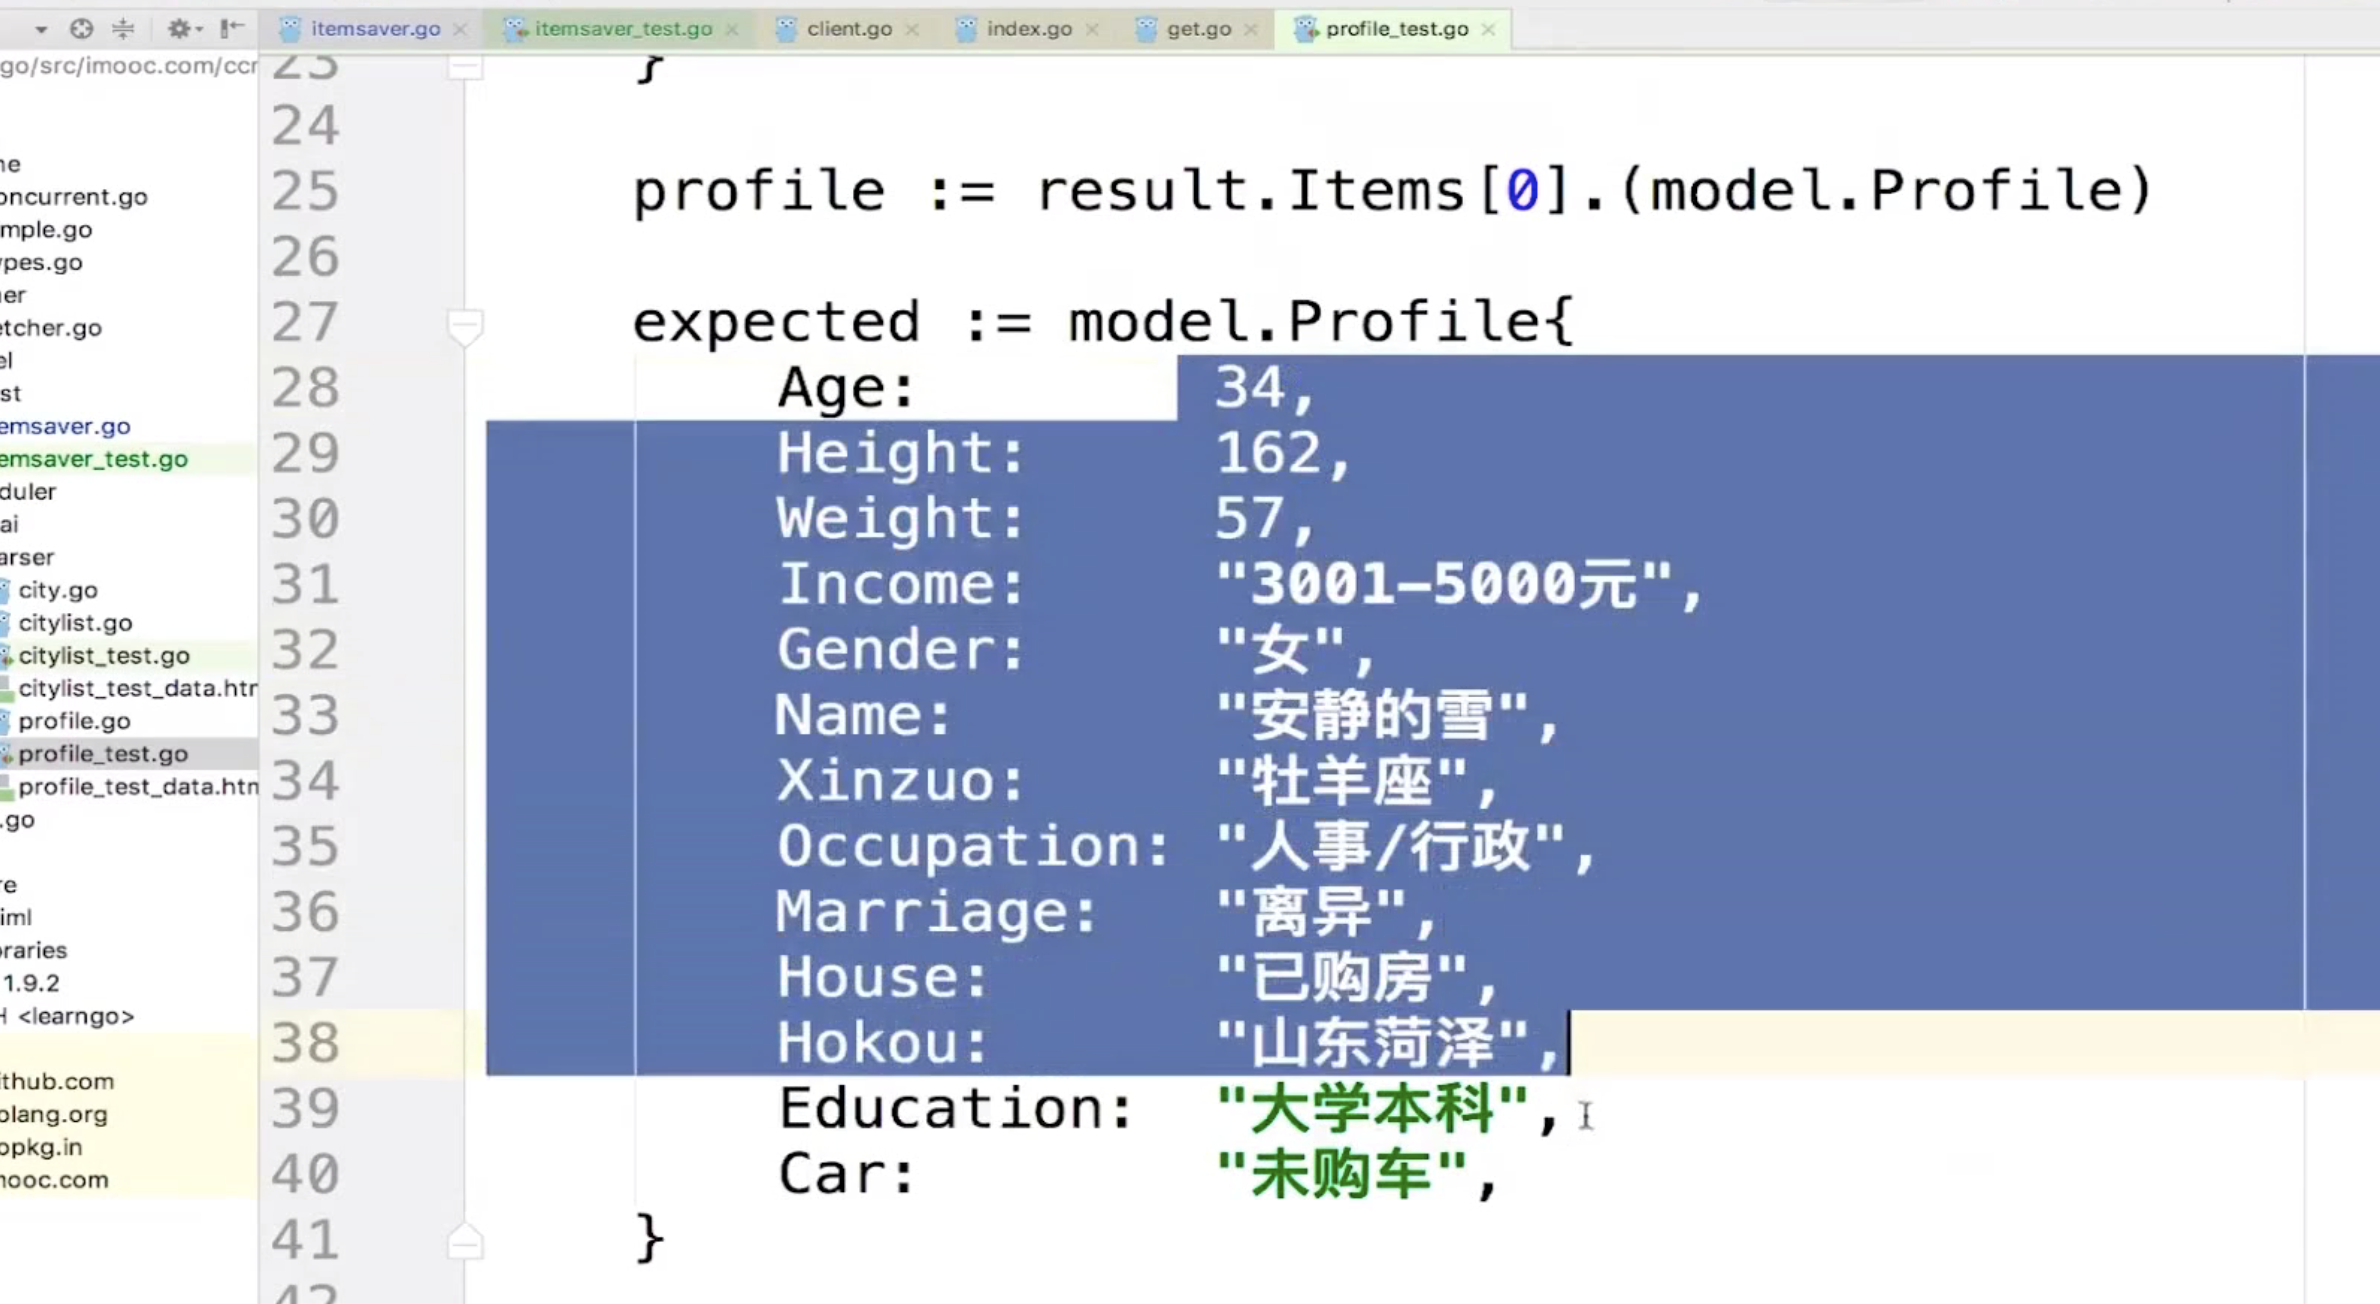 itemsaver.go itemsaver_test.go client.go index.go get.go profile_test.go
go/src/imooc.com/ccr
ne
oncurrent.go
mple.go
ypes.go
er
etcher.go
el
st
emsaver.go
emsaver_test.go
duler
ai
arser
city.go
citylist.go
citylist_test.go
citylist_test_data.htm
profile.go
profile_test.go
profile_test_data.htm
.go
re
iml
raries
1.9.2
H <learngo>
ithub.com
olang.org
opkg.in
mooc.com
23 }
24
25 profile := result.Items[0].(model.Profile)
26
27 expected := model.Profile{
28 Age: 34,
29 Height: 162,
30 Weight: 57,
31 Income: "3001-5000元",
32 Gender: "女",
33 Name: "安静的雪",
34 Xinzuo: "牡羊座",
35 Occupation: "人事/行政",
36 Marriage: "离异",
37 House: "已购房",
38 Hokou: "山东菏泽",
39 Education: "大学本科",
40 Car: "未购车",
41 }
42